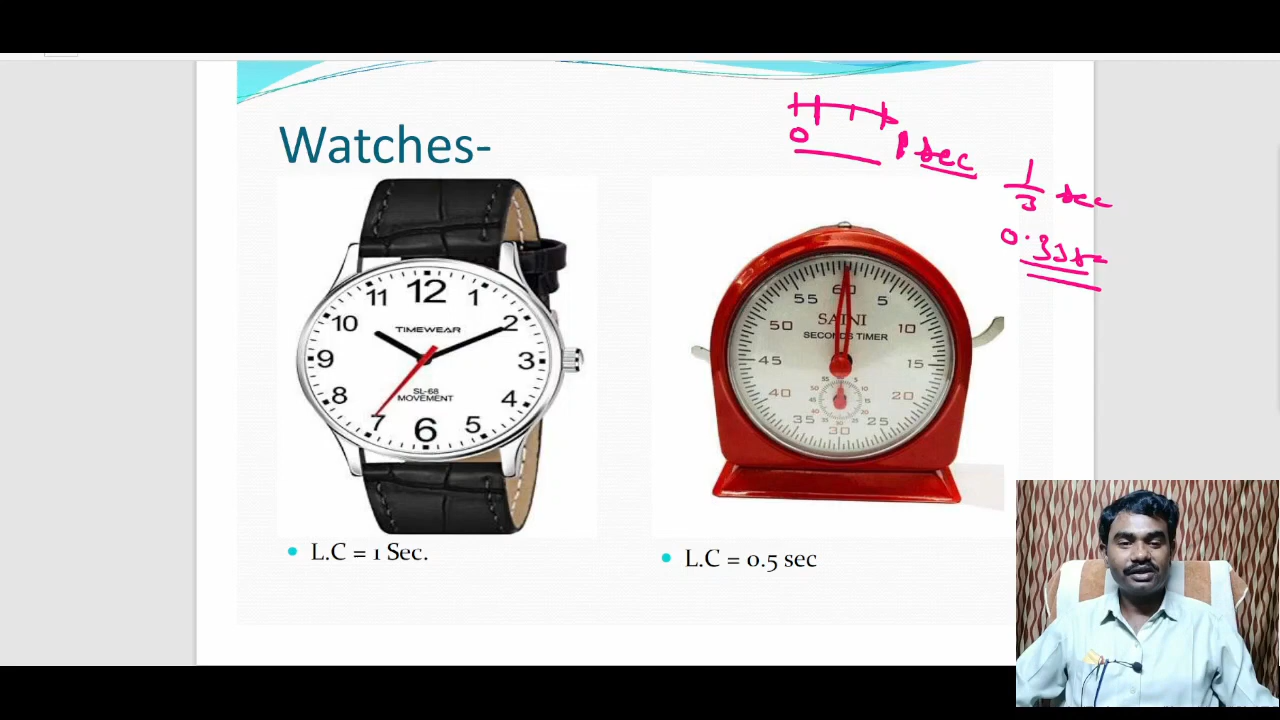 Watches-
0
1 sec
1/3 sec
0.33 sec
11 12 1
10 2
TIMEWEAR
9 3
SL-68
MOVEMENT
8 4
7 6 5
60
55 5
SAINI
50 10
SECONDS TIMER
45 15
40 20
35 25
30
L.C = 1 Sec.
L.C = 0.5 sec